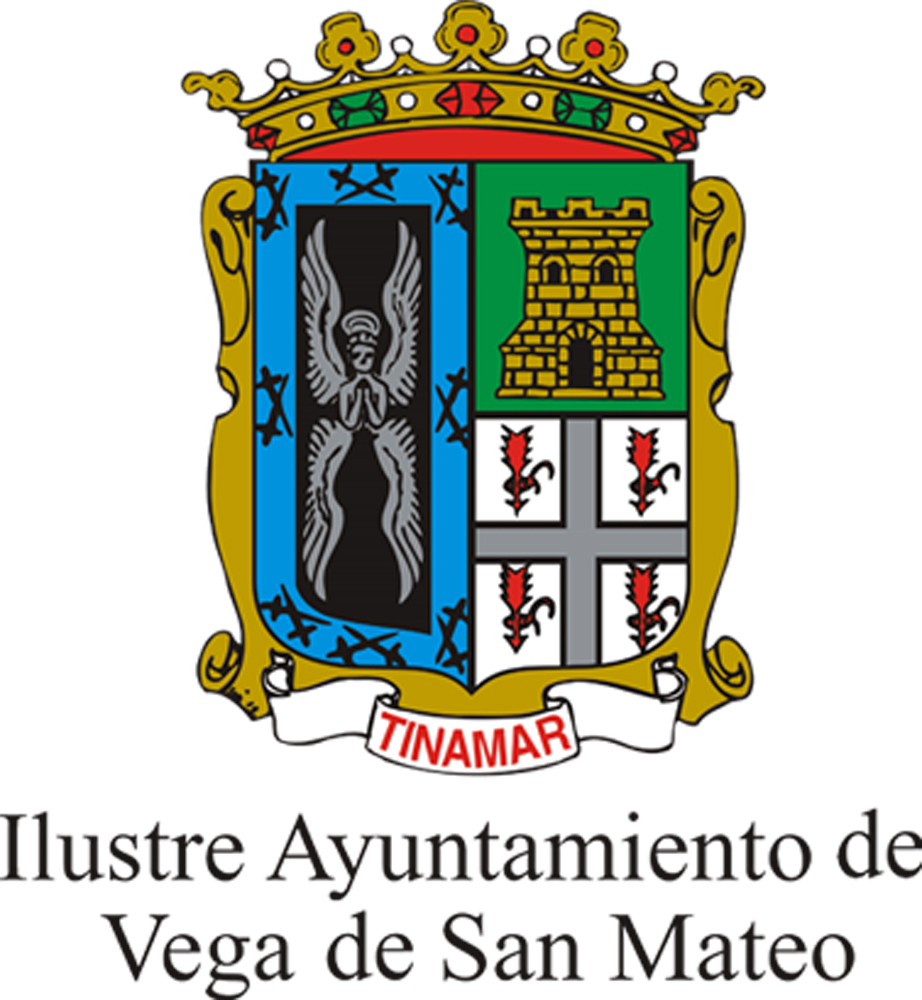 TINAMAR
Ilustre Ayuntamiento de
Vega de San Mateo